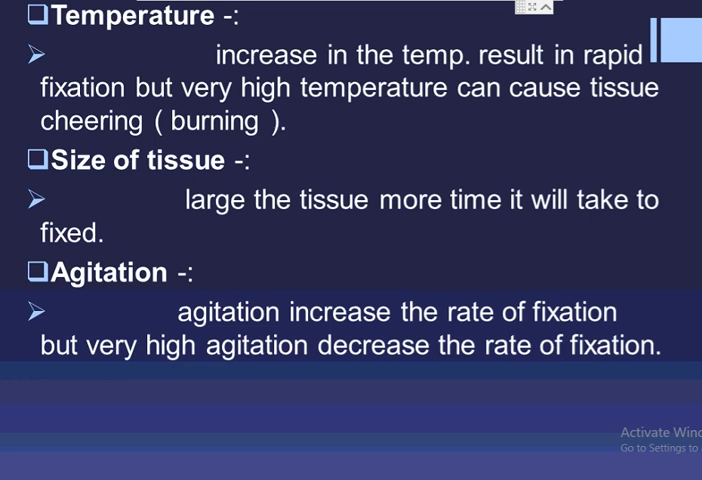 Temperature -:
increase in the temp. result in rapid
fixation but very high temperature can cause tissue
cheering ( burning ).
Size of tissue -:
large the tissue more time it will take to
fixed.
Agitation -:
agitation increase the rate of fixation
but very high agitation decrease the rate of fixation.
Activate Win
Go to Settings to